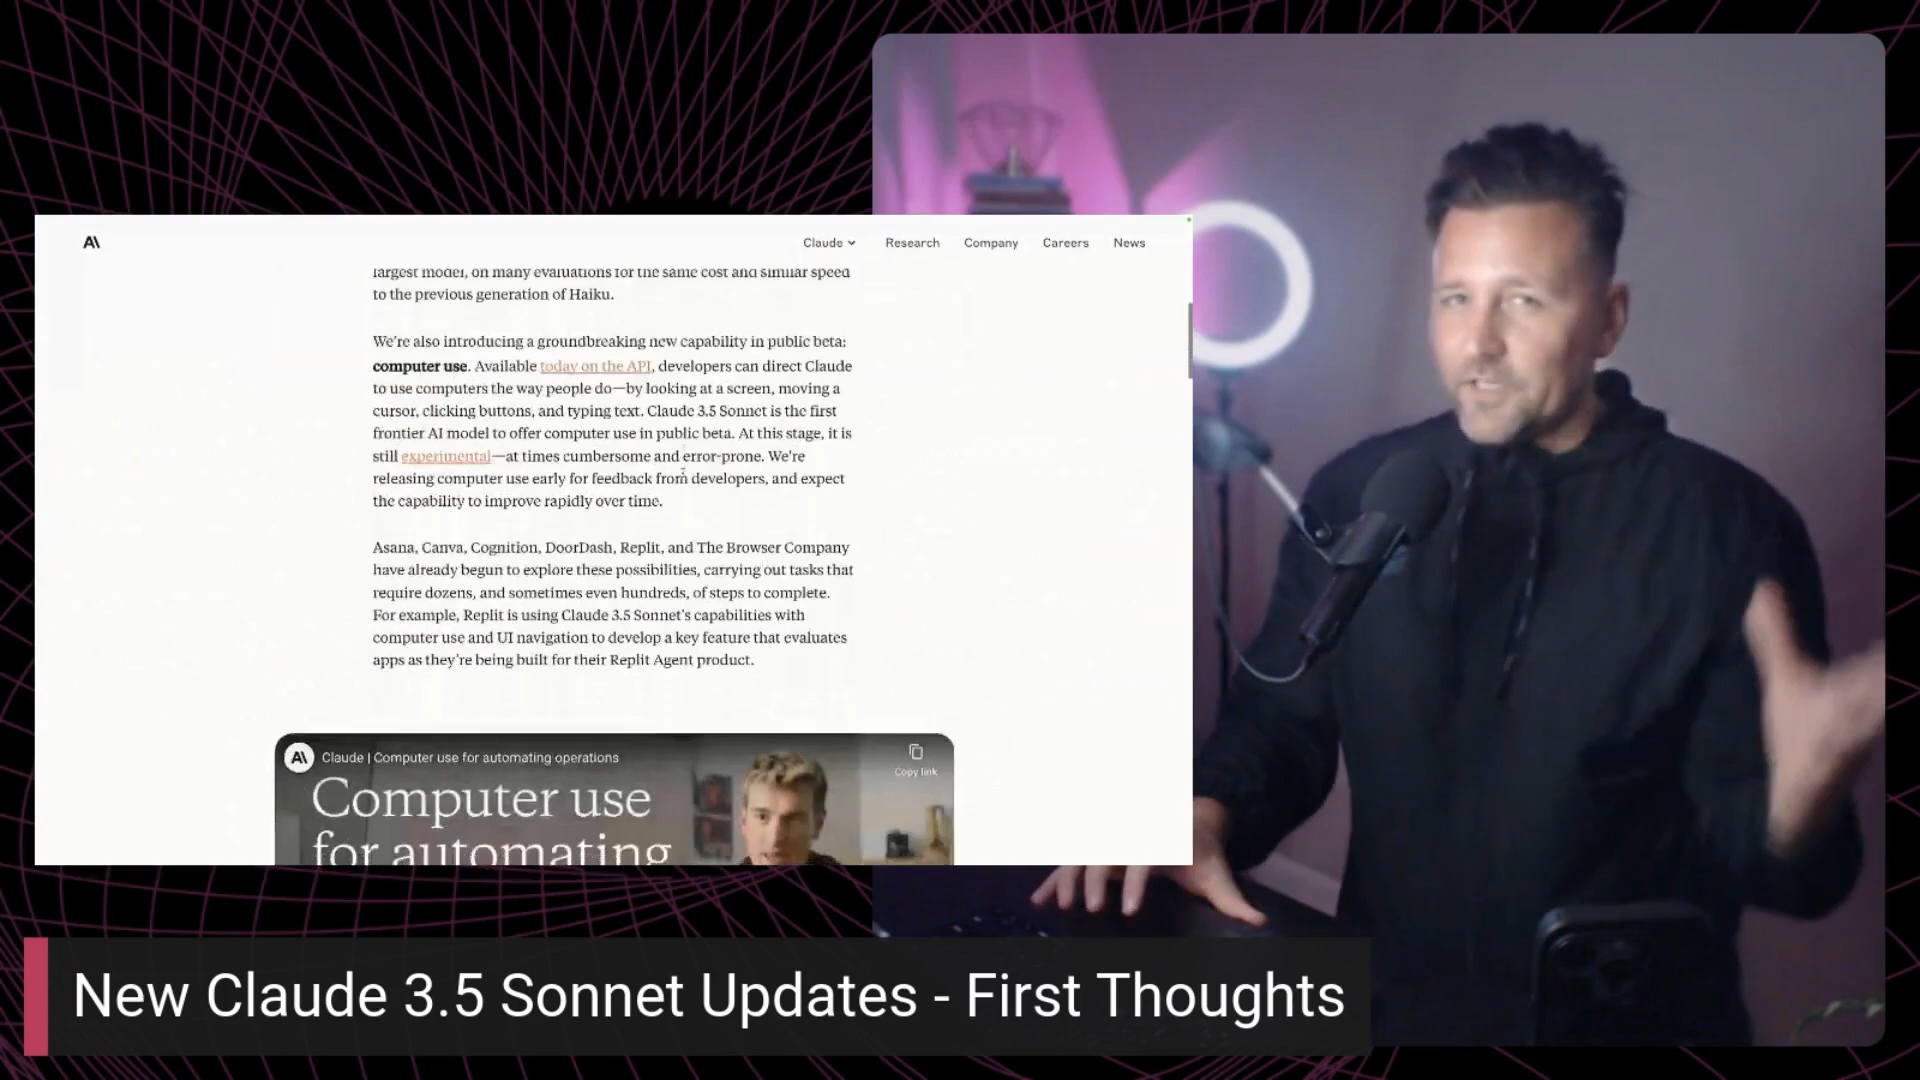 A\
Claude Research Company Careers News
largest model, on many evaluations for the same cost and similar speed
to the previous generation of Haiku.
We're also introducing a groundbreaking new capability in public beta:
computer use. Available today on the API, developers can direct Claude
to use computers the way people do—by looking at a screen, moving a
cursor, clicking buttons, and typing text. Claude 3.5 Sonnet is the first
frontier AI model to offer computer use in public beta. At this stage, it is
still experimental—at times cumbersome and error-prone. We're
releasing computer use early for feedback from developers, and expect
the capability to improve rapidly over time.
Asana, Canva, Cognition, DoorDash, Replit, and The Browser Company
have already begun to explore these possibilities, carrying out tasks that
require dozens, and sometimes even hundreds, of steps to complete.
For example, Replit is using Claude 3.5 Sonnet's capabilities with
computer use and UI navigation to develop a key feature that evaluates
apps as they're being built for their Replit Agent product.
A\ Claude | Computer use for automating operations
Copy link
Computer use
for automating
New Claude 3.5 Sonnet Updates - First Thoughts